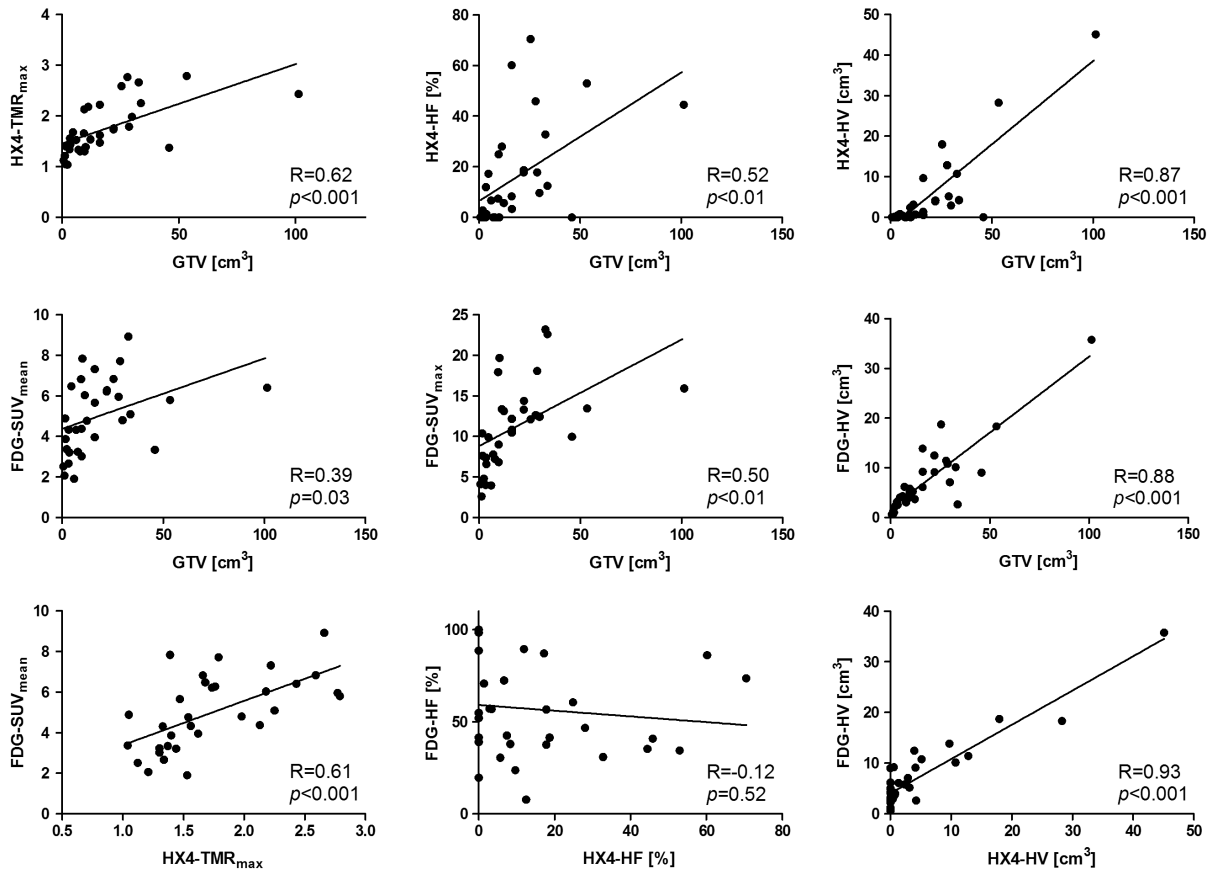 4
3
2
1
0
HX4-TMRmax
R=0.62
p<0.001
0
50
100
GTV [cm³]
80
60
40
20
0
HX4-HF [%]
R=0.52
p<0.01
0
50
100
150
GTV [cm³]
50
40
30
20
10
0
HX4-HV [cm³]
R=0.87
p<0.001
0
50
100
150
GTV [cm³]
10
8
6
4
2
0
FDG-SUVmean
R=0.39
p=0.03
0
50
100
150
GTV [cm³]
25
20
15
10
5
0
FDG-SUVmax
R=0.50
p<0.01
0
50
100
150
GTV [cm³]
40
30
20
10
0
FDG-HV [cm³]
R=0.88
p<0.001
0
50
100
150
GTV [cm³]
10
8
6
4
2
0
FDG-SUVmean
R=0.61
p<0.001
0.5
1.0
1.5
2.0
2.5
3.0
HX4-TMRmax
100
50
0
FDG-HF [%]
R=-0.12
p=0.52
0
20
40
60
80
HX4-HF [%]
40
30
20
10
0
FDG-HV [cm³]
R=0.93
p<0.001
0
10
20
30
40
50
HX4-HV [cm³]